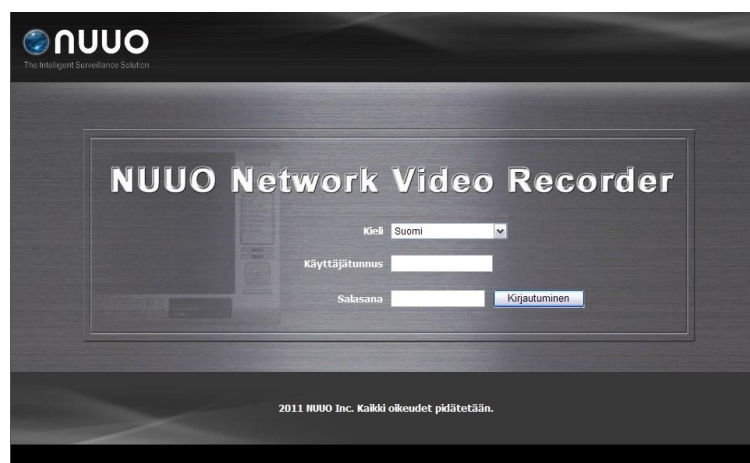 NUUO
The Intelligent Surveillance Solution
NUUO Network Video Recorder
Kieli Suomi
Käyttäjätunnus
Salasana Kirjautuminen
2011 NUUO Inc. Kaikki oikeudet pidätetään.